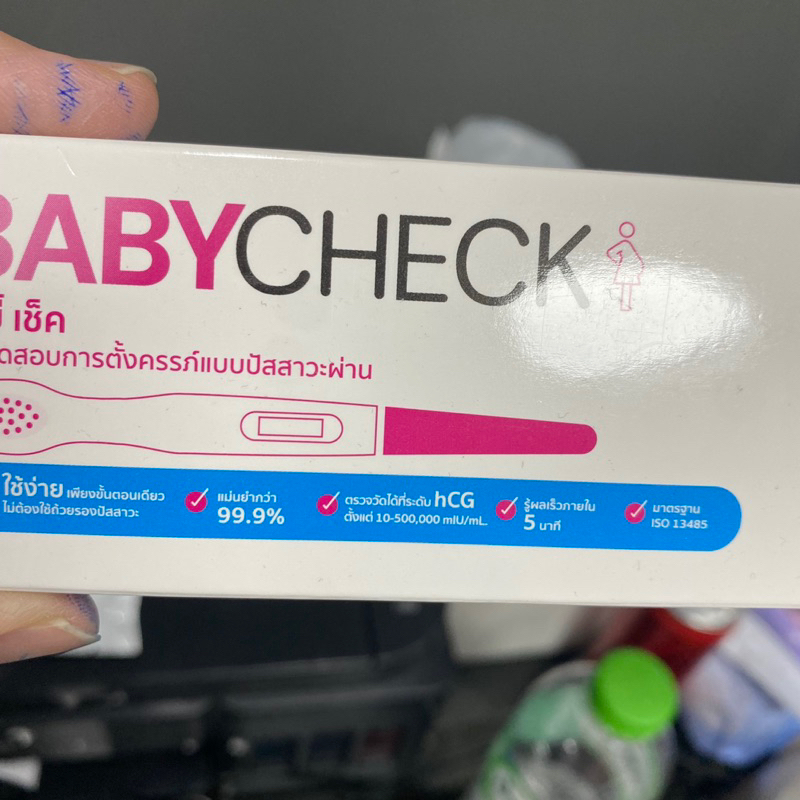 BABYCHECK
เช็ค
ดสอบการตั้งครรภ์แบบปัสสาวะผ่าน
ใช้ง่าย เพียงขั้นตอนเดียว
ไม่ต้องใช้ถ้วยรองปัสสาวะ
แม่นยำกว่า
99.9%
ตรวจวัดได้ที่ระดับ hCG
ตั้งแต่ 10-500,000 mIU/mL.
รู้ผลเร็วภายใน
5 นาที
มาตรฐาน
ISO 13485